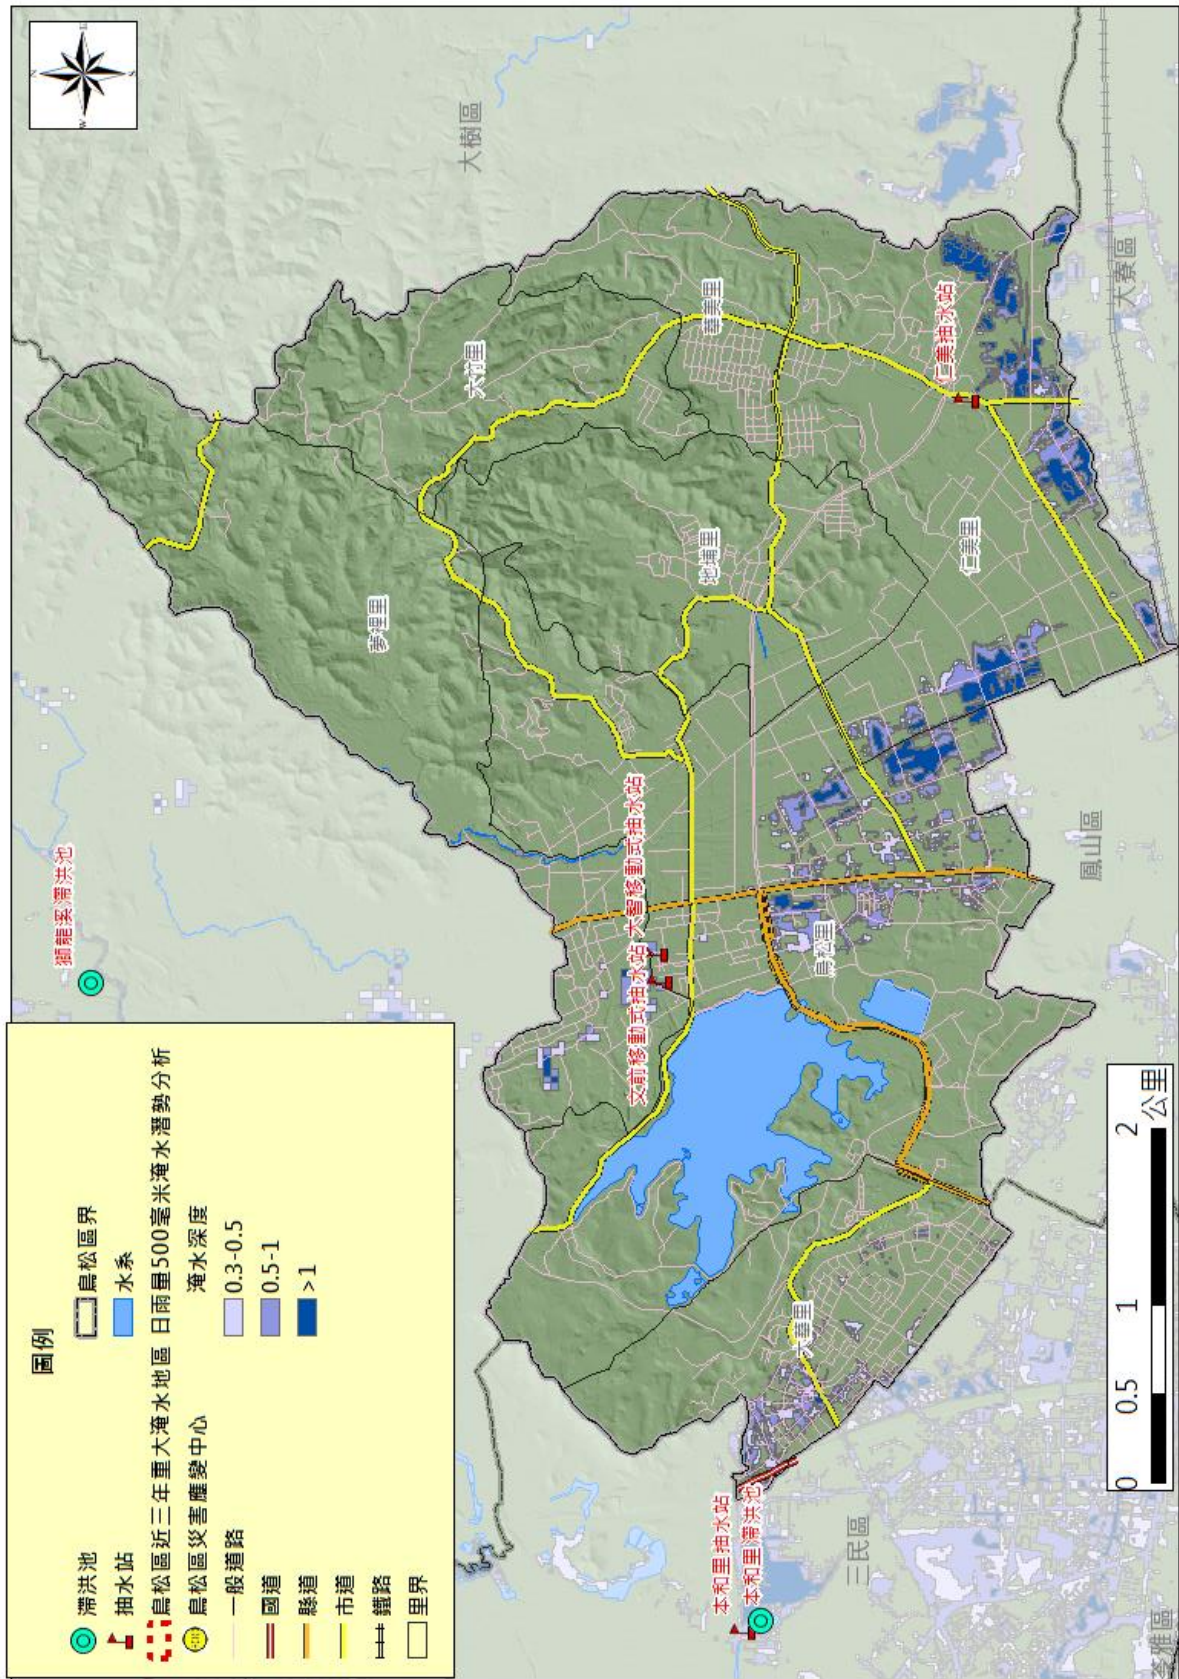 圖例
滯洪池
抽水站
鳥松區近三年重大淹水地區
鳥松區災害應變中心
一般道路
國道
縣道
市道
鐵路
里界
鳥松區界
水系
日雨量500毫米淹水潛勢分析
淹水深度
0.3-0.5
0.5-1
>1
獅龍溪滯洪池
大樹區
夢裡里
大竹里
華美里
地埔里
仁美里
仁美抽水站
大寮區
文前移動式抽水站
大智移動式抽水站
鳥松里
鳳山區
大華里
本和里抽水站
本和里滯洪池
三民區
苓雅區
0 0.5 1 2
公里
N
E
S
W